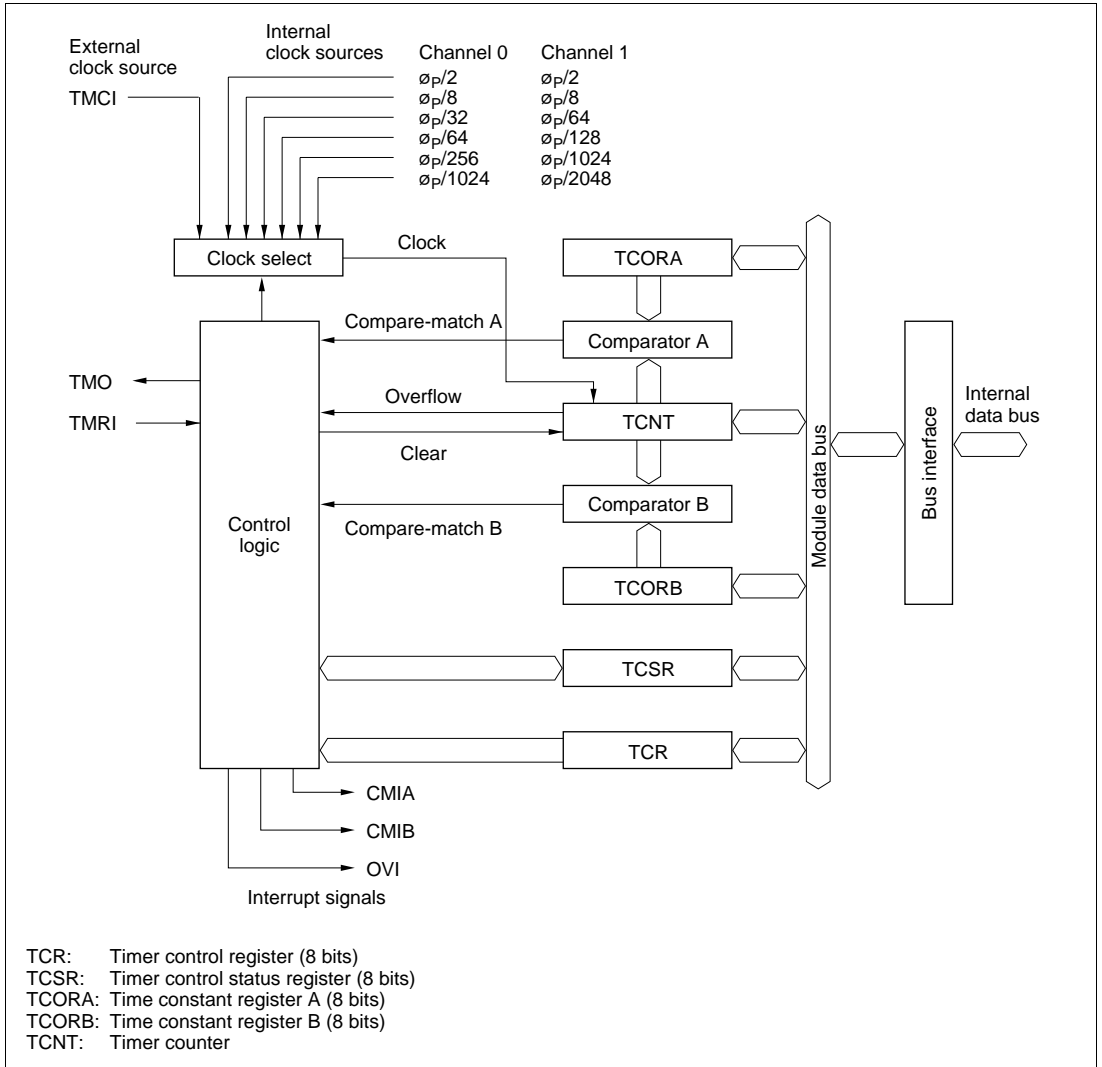 External
clock source
TMCI
Internal
clock sources
Channel 0 Channel 1
øP/2 øP/2
øP/8 øP/8
øP/32 øP/64
øP/64 øP/128
øP/256 øP/1024
øP/1024 øP/2048
Clock select
Clock
TCORA
Compare-match A
Comparator A
TMO
TMRI
Overflow
TCNT
Clear
Comparator B
Compare-match B
Control
logic
TCORB
TCSR
TCR
Module data bus
Bus interface
Internal
data bus
CMIA
CMIB
OVI
Interrupt signals
TCR: Timer control register (8 bits)
TCSR: Timer control status register (8 bits)
TCORA: Time constant register A (8 bits)
TCORB: Time constant register B (8 bits)
TCNT: Timer counter